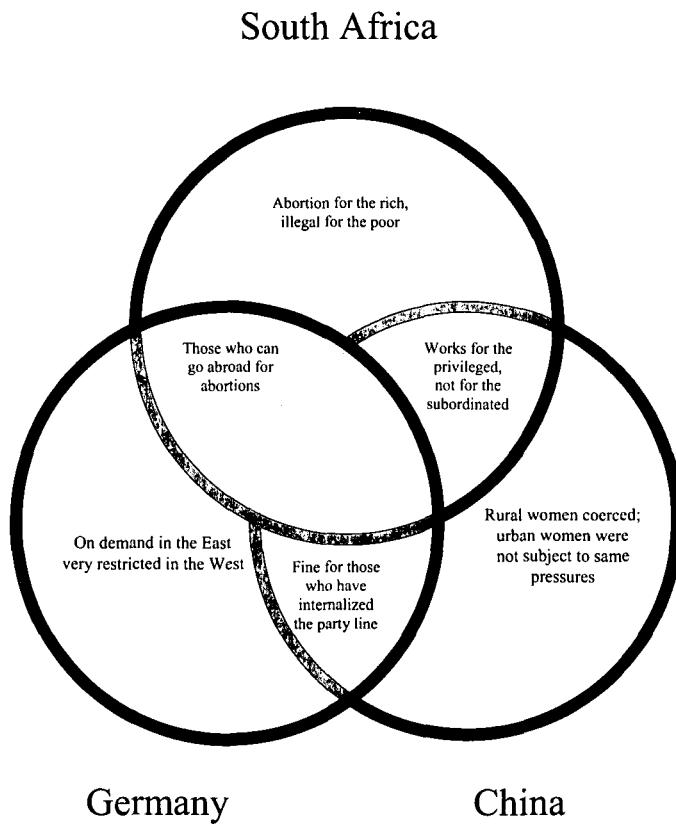 South Africa
Abortion for the rich,
illegal for the poor
Those who can
go abroad for
abortions
Works for the
privileged,
not for the
subordinated
On demand in the East
very restricted in the West
Fine for those
who have
internalized
the party line
Rural women coerced;
urban women were
not subject to same
pressures
Germany
China